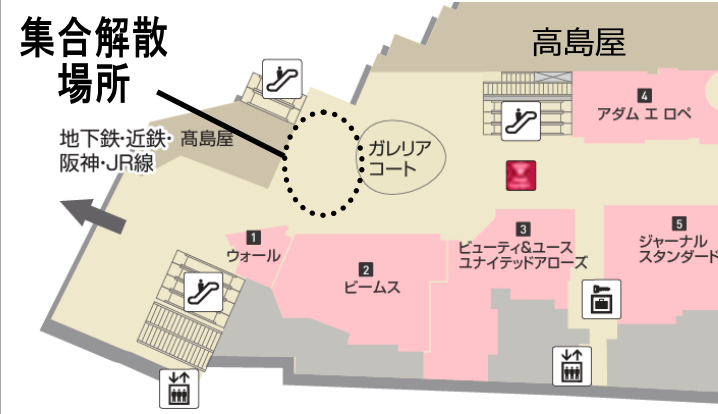 集合解散
場所
高島屋
地下鉄・近鉄・
阪神・JR線
髙島屋
ガレリア
コート
4
アダム エ ロペ
1
ウォール
2
ビームス
3
ビューティ&ユース
ユナイテッドアローズ
5
ジャーナル
スタンダード